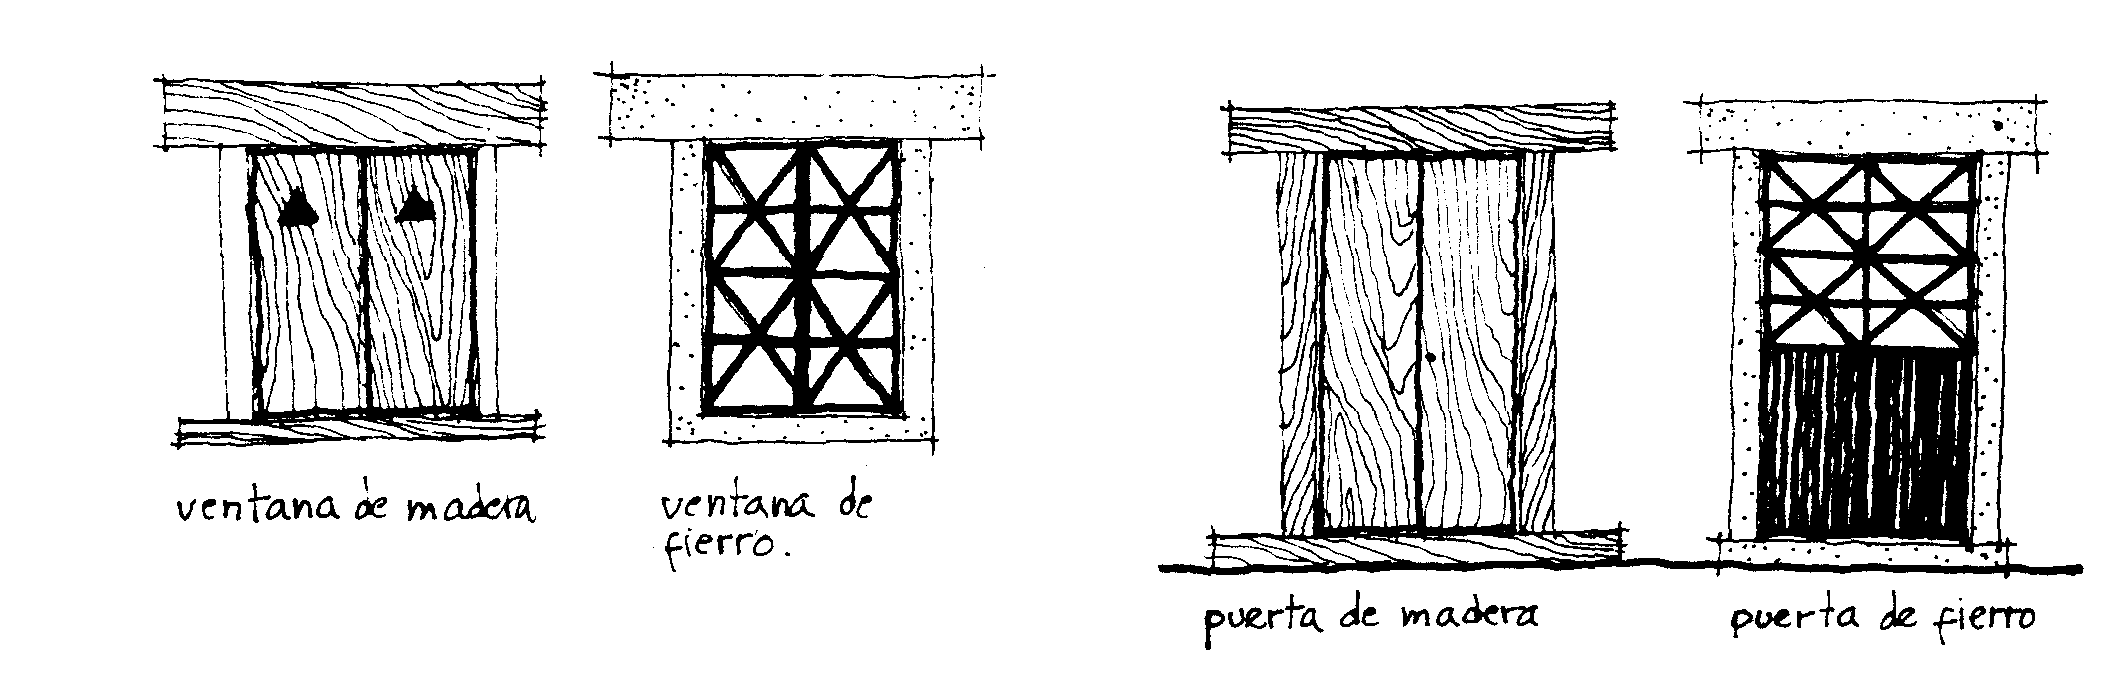 ventana de madera
ventana de
fierro.
puerta de madera
puerta de fierro